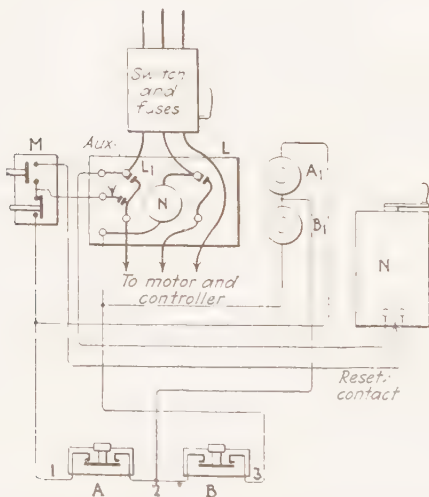 Switch
and
fuses
M
Aux.
L
L1
Y
N
A1
B1
N
To motor and
controller
Reset
contact
1
A
2
B
3